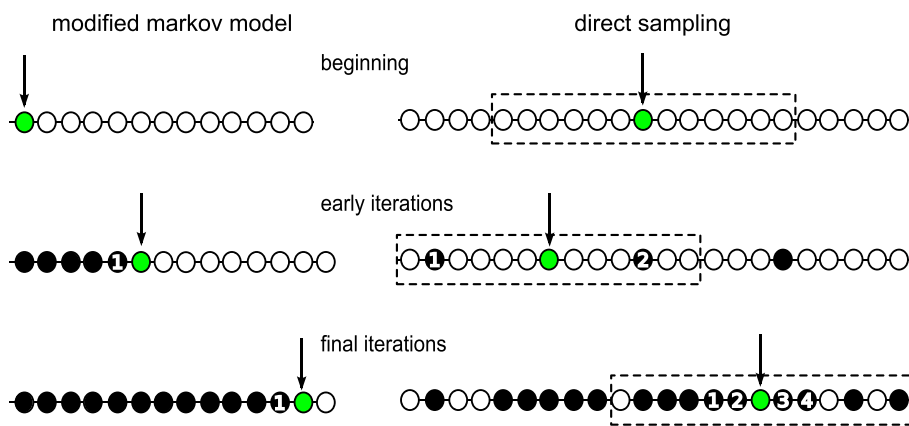 modified markov model
direct sampling
beginning
early iterations
1
1
2
final iterations
1
1 2 3 4